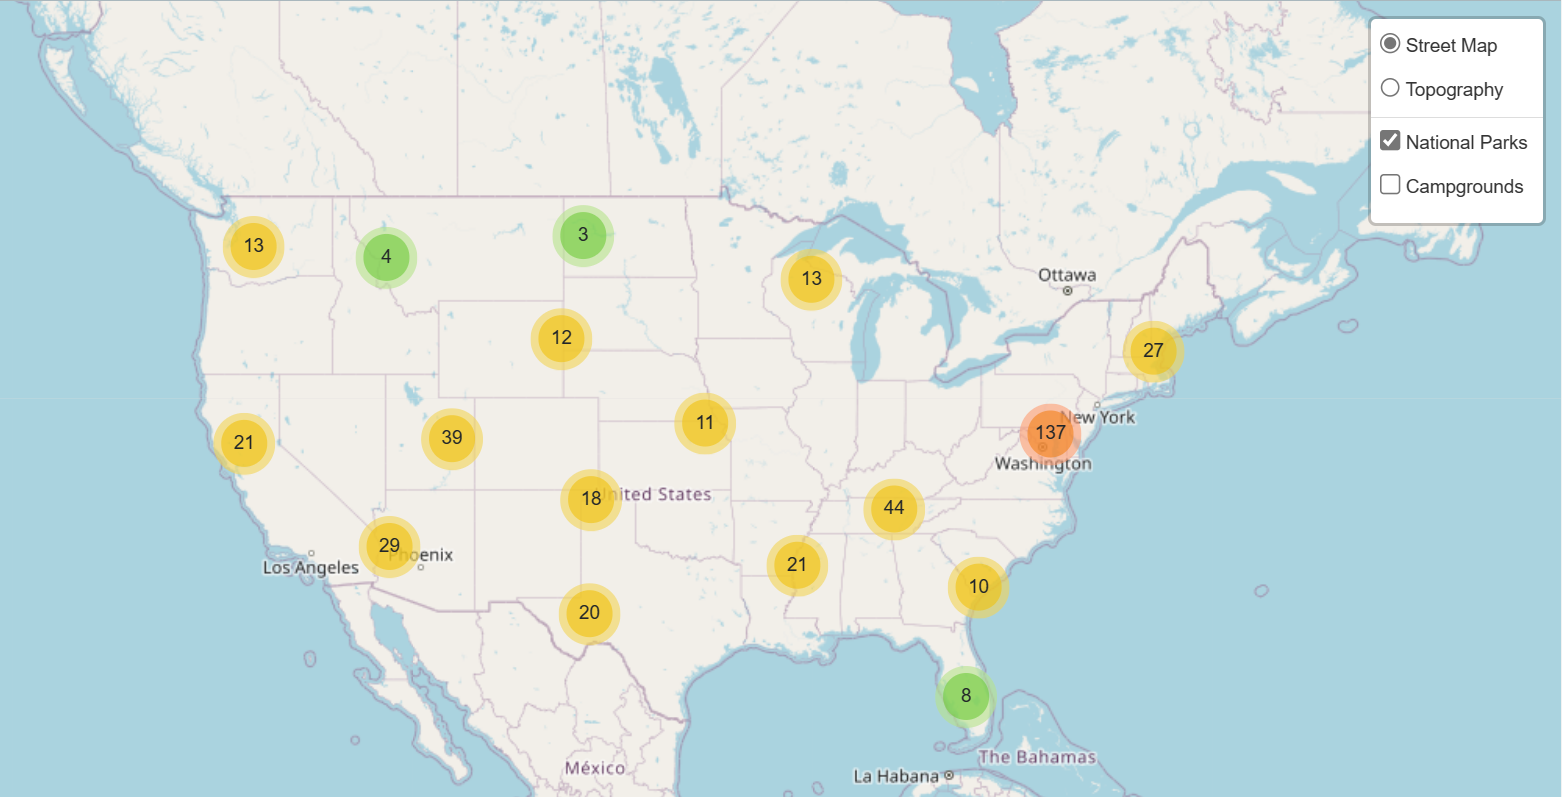 Street Map
Topography
National Parks
Campgrounds
13
4
3
13
Ottawa
12
27
21
39
11
New York
137
Washington
18
United States
44
29
Phoenix
Los Angeles
21
10
20
8
The Bahamas
México
La Habana